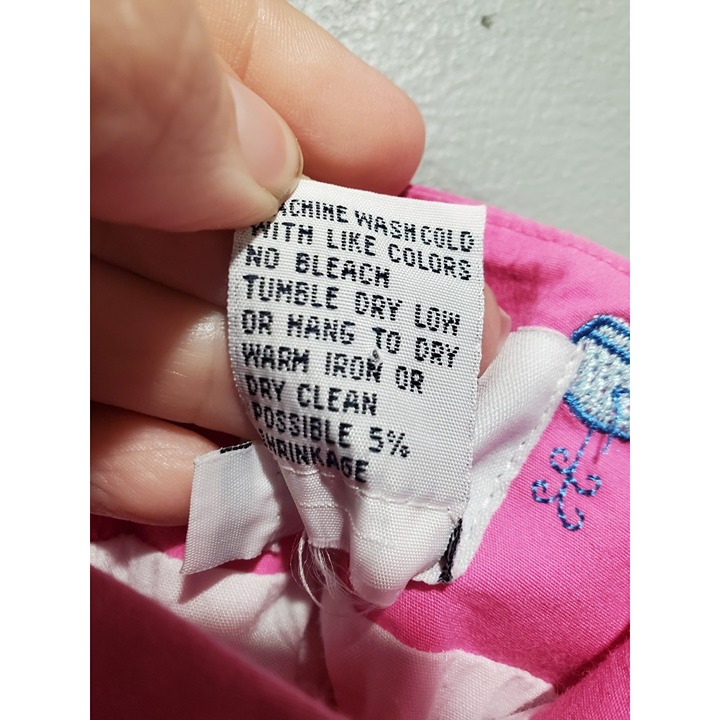 MACHINE WASH COLD
WITH LIKE COLORS
NO BLEACH
TUMBLE DRY LOW
OR HANG TO DRY
WARM IRON OR
DRY CLEAN
POSSIBLE 5%
SHRINKAGE